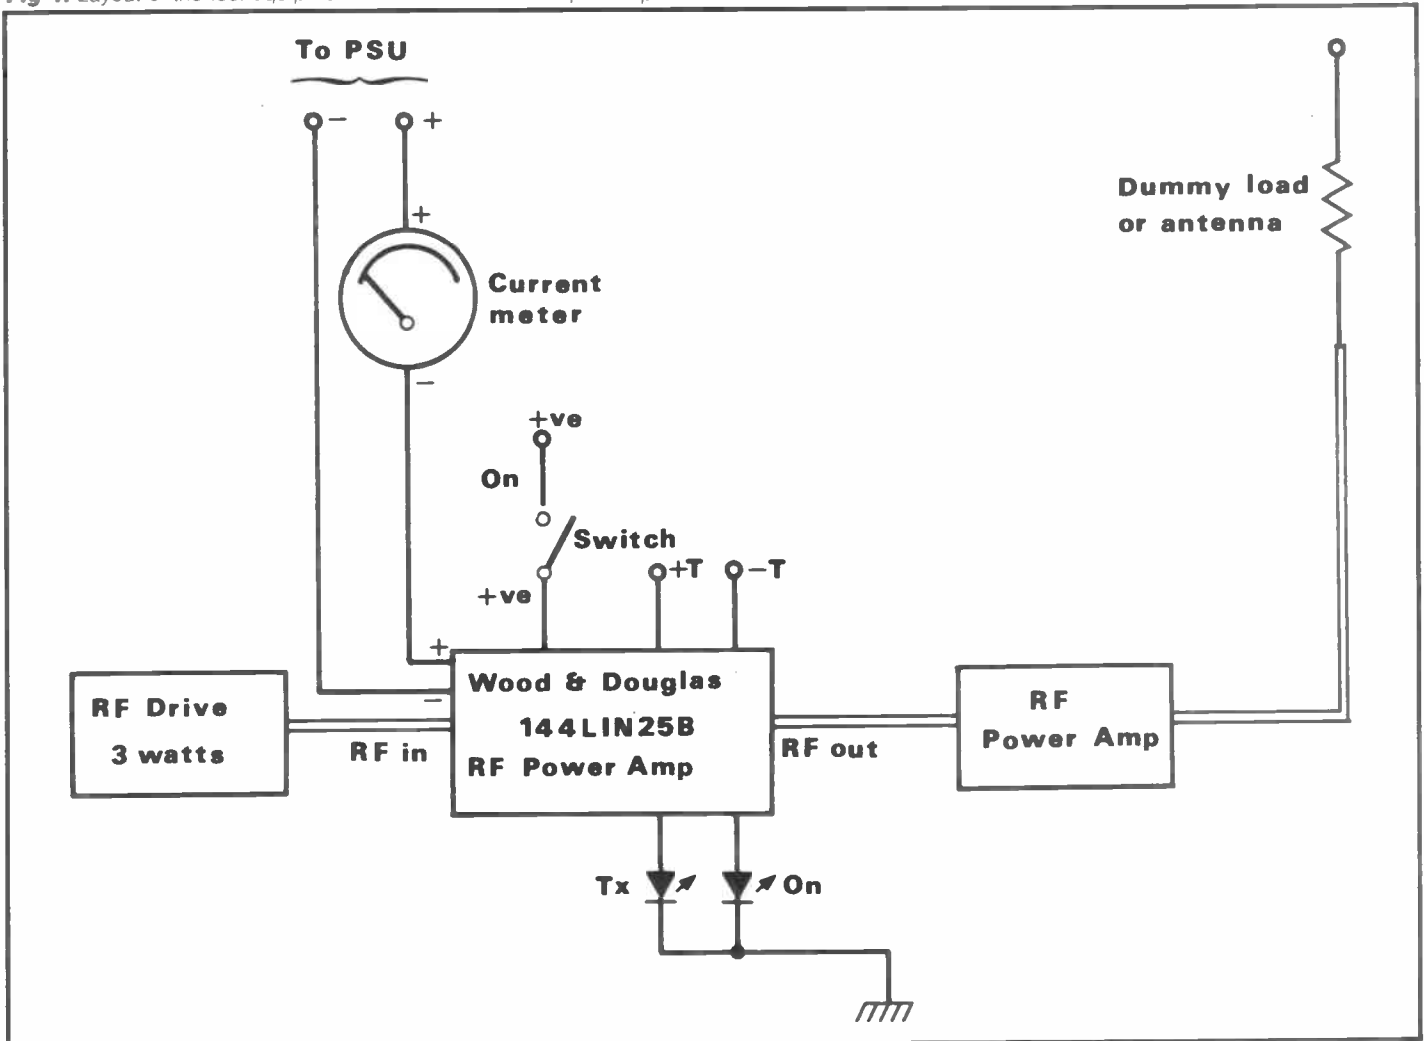 To PSU
− +
+
Current
meter
−
Dummy load
or antenna
+ve
On
Switch
+ve
+T −T
+
−
RF Drive
3 watts
RF in
Wood & Douglas
144LIN25B
RF Power Amp
RF out
RF
Power Amp
Tx
On